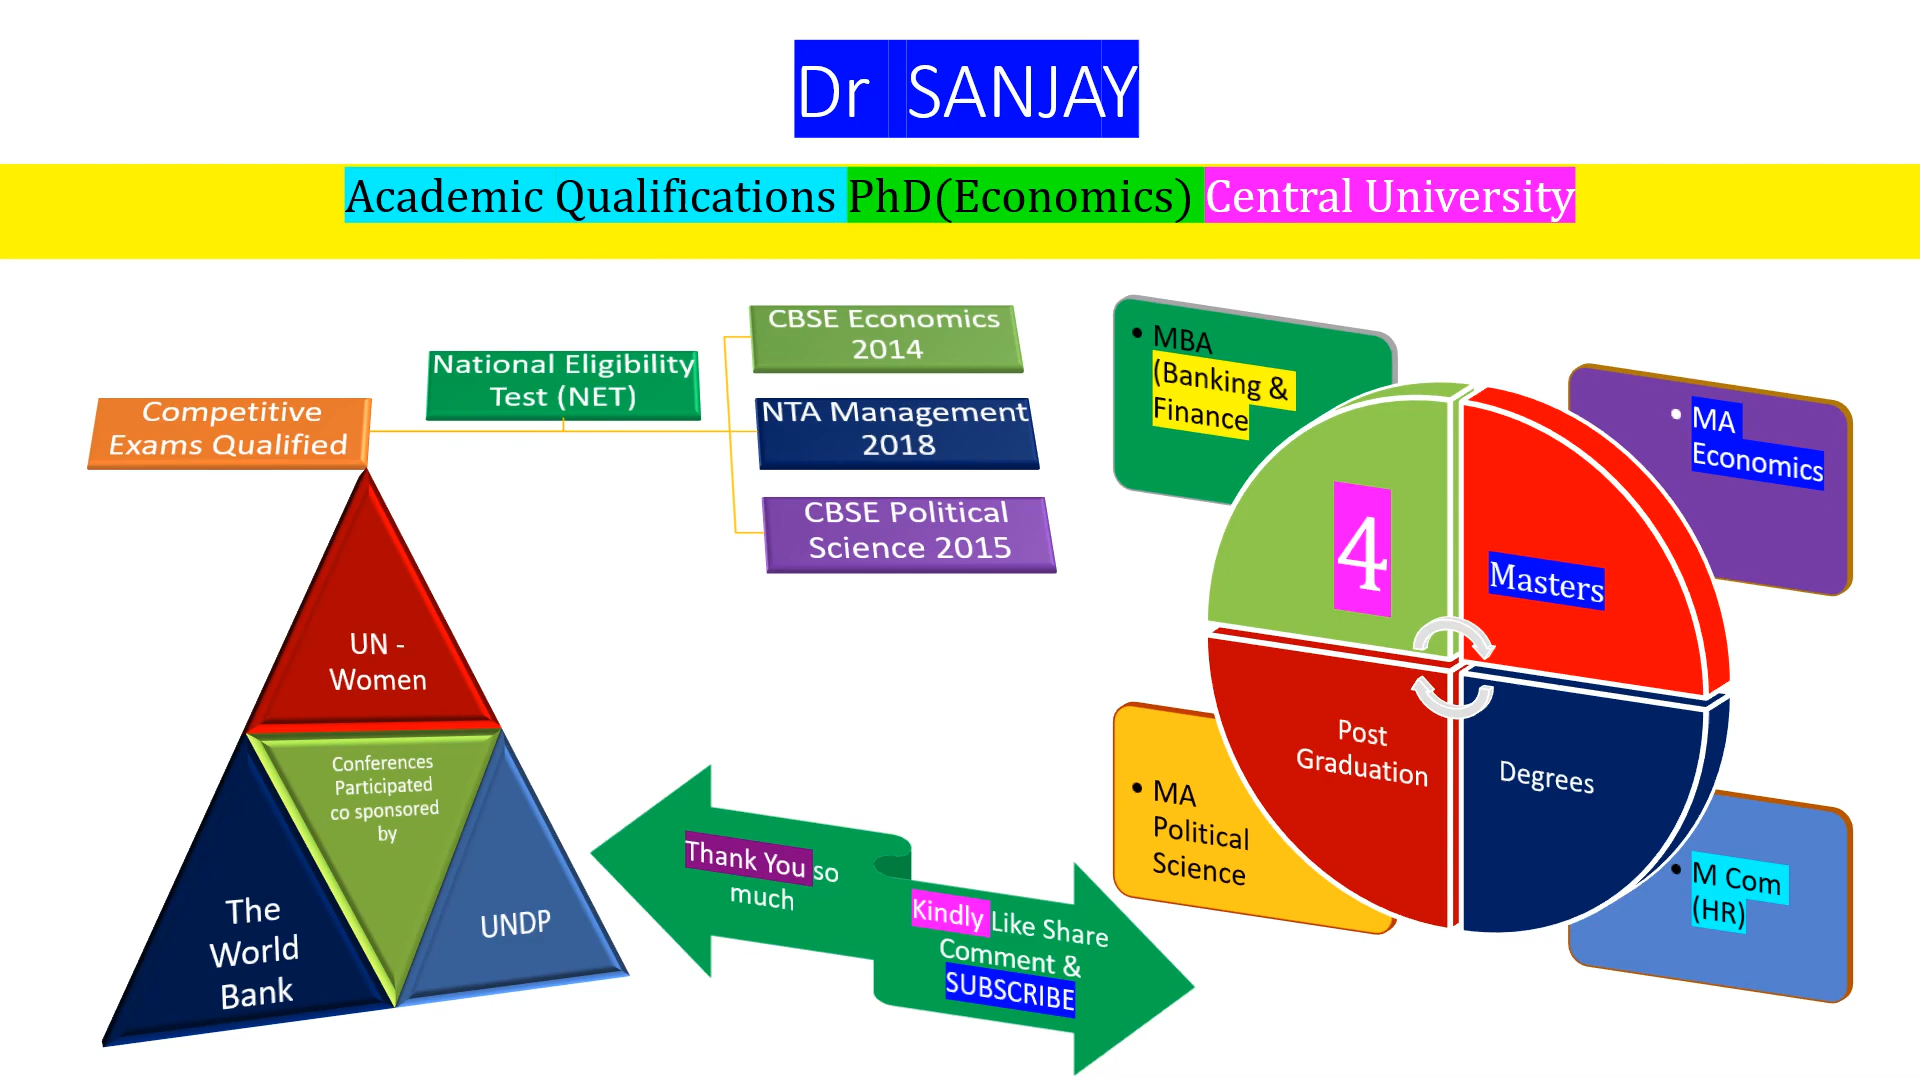 Dr SANJAY
Academic Qualifications PhD(Economics) Central University
Competitive
Exams Qualified
National Eligibility
Test (NET)
CBSE Economics
2014
NTA Management
2018
CBSE Political
Science 2015
UN -
Women
Conferences
Participated
co sponsored
by
The
World
Bank
UNDP
Thank You so
much
Kindly Like Share
Comment &
SUBSCRIBE
• MBA
(Banking &
Finance
• MA
Economics
4
Masters
Post
Graduation
Degrees
• MA
Political
Science
• M Com
(HR)